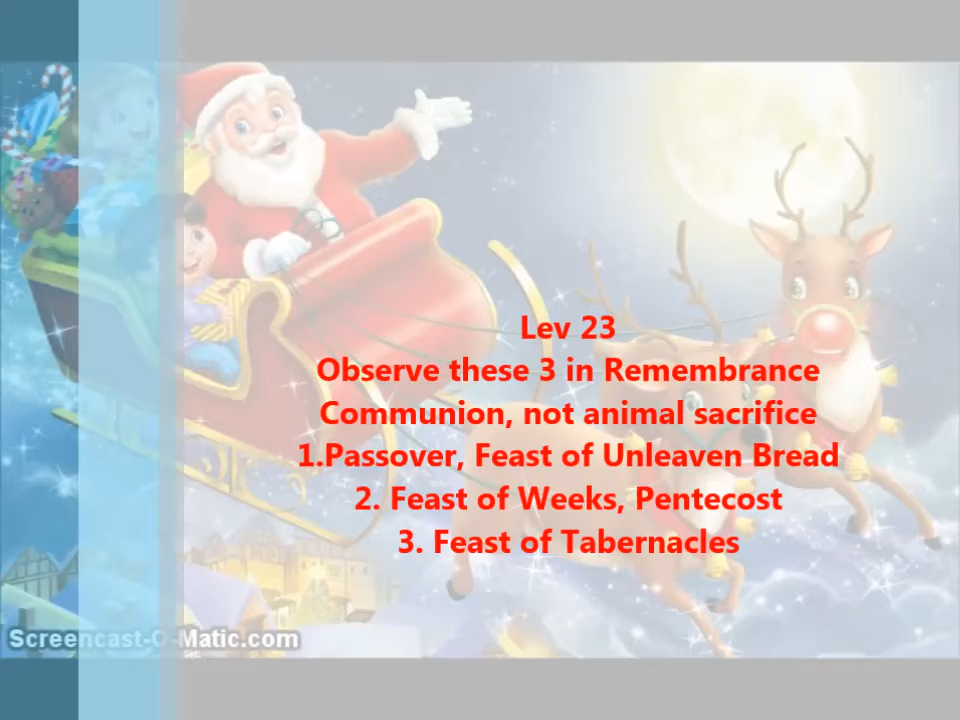 Lev 23
Observe these 3 in Remembrance
Communion, not animal sacrifice
1.Passover, Feast of Unleaven Bread
2. Feast of Weeks, Pentecost
3. Feast of Tabernacles
Screencast-O-Matic.com